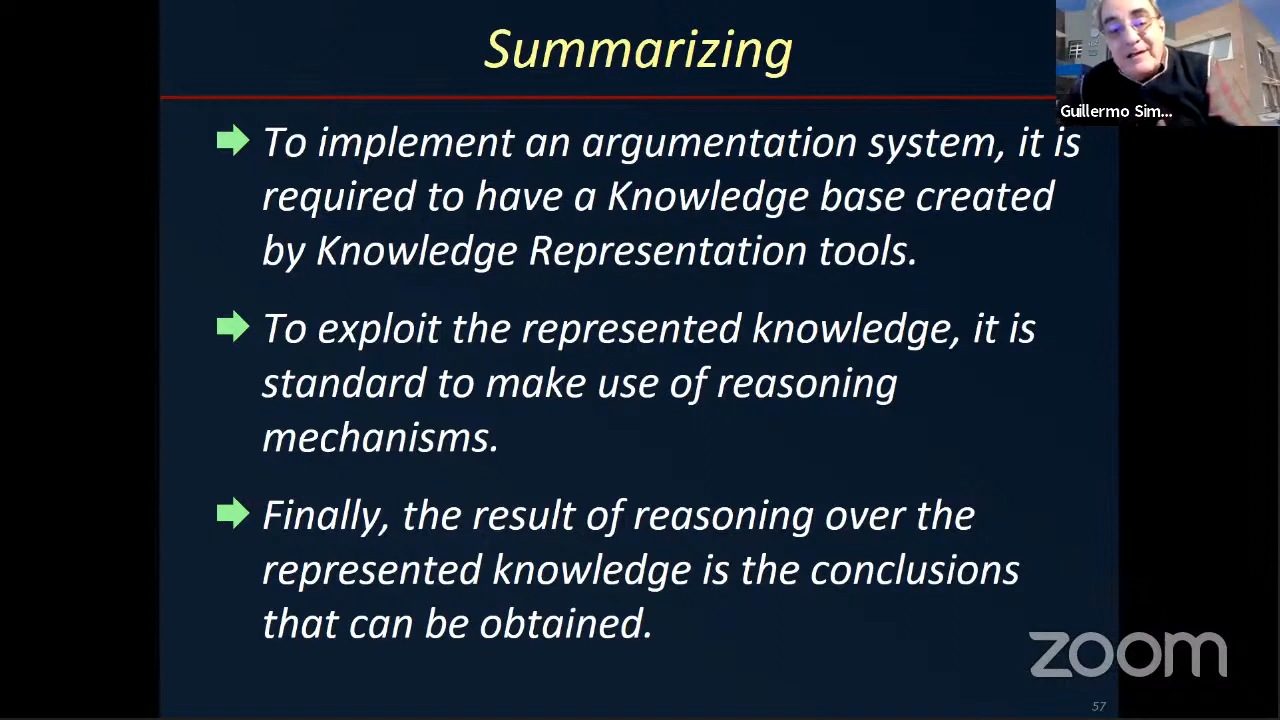 Summarizing
Guillermo Sim...
To implement an argumentation system, it is
required to have a Knowledge base created
by Knowledge Representation tools.
To exploit the represented knowledge, it is
standard to make use of reasoning
mechanisms.
Finally, the result of reasoning over the
represented knowledge is the conclusions
that can be obtained.
zoom
57